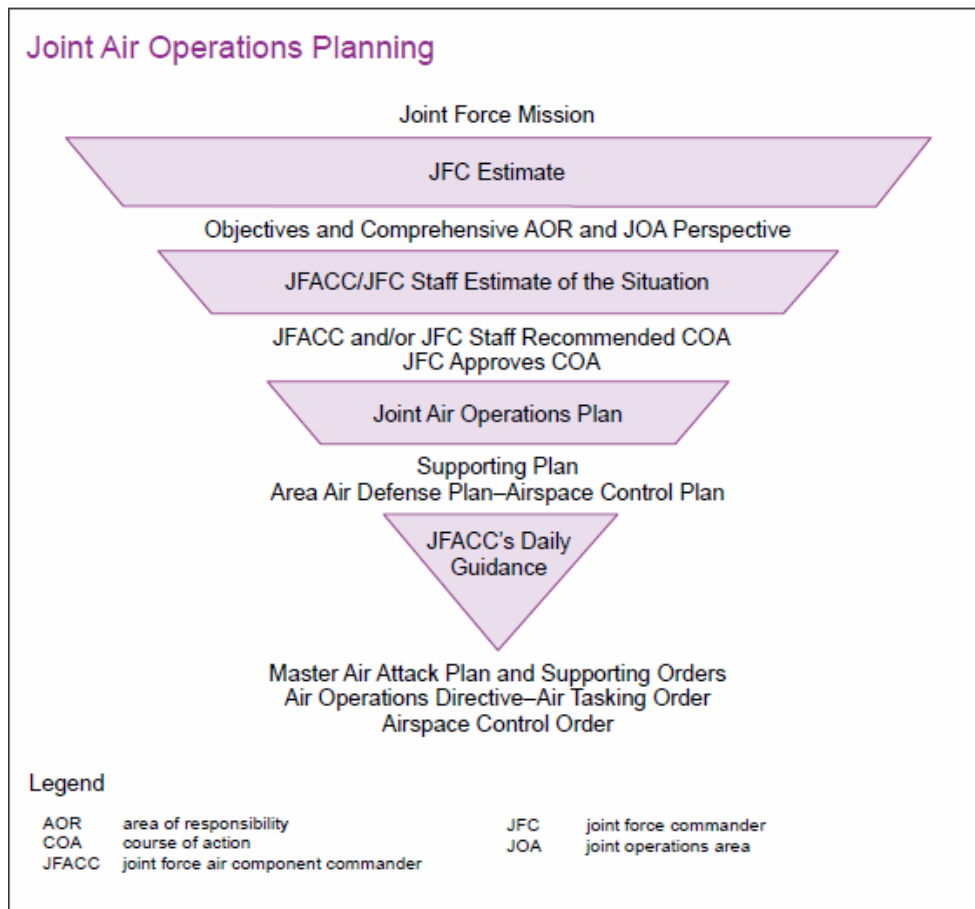 Joint Air Operations Planning
Joint Force Mission
JFC Estimate
Objectives and Comprehensive AOR and JOA Perspective
JFACC/JFC Staff Estimate of the Situation
JFACC and/or JFC Staff Recommended COA
JFC Approves COA
Joint Air Operations Plan
Supporting Plan
Area Air Defense Plan–Airspace Control Plan
JFACC's Daily
Guidance
Master Air Attack Plan and Supporting Orders
Air Operations Directive–Air Tasking Order
Airspace Control Order
Legend
AOR area of responsibility
COA course of action
JFACC joint force air component commander
JFC joint force commander
JOA joint operations area